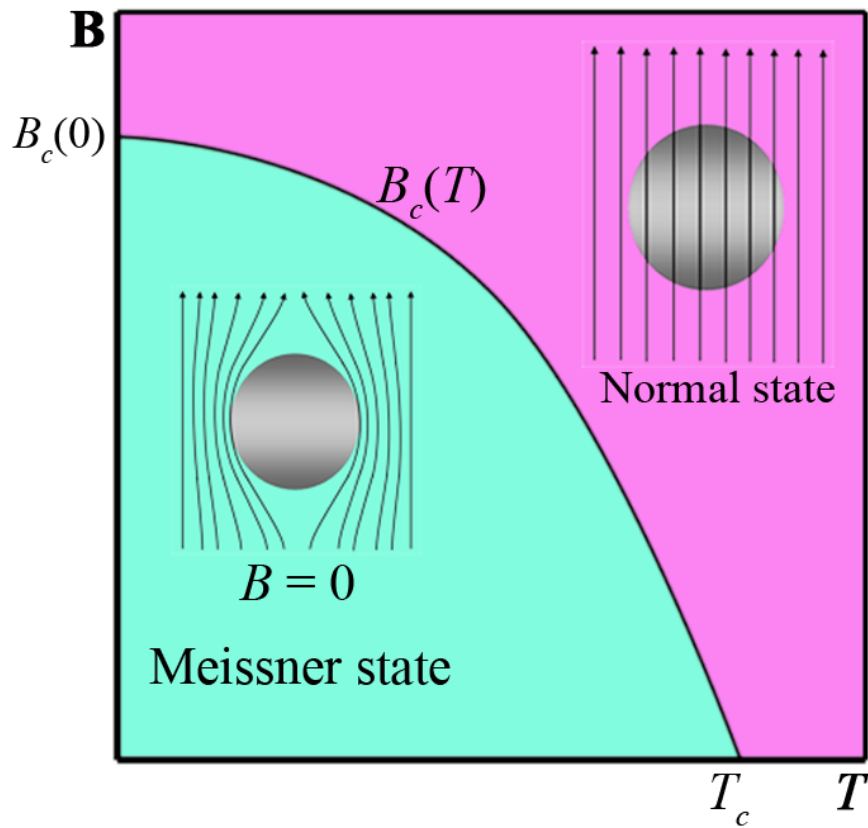 B
B_c(0)
B_c(T)
Normal state
B = 0
Meissner state
T_c
T